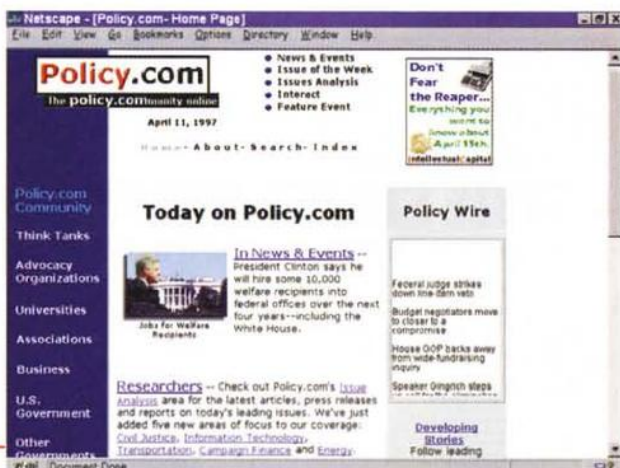 Netscape - [Policy.com- Home Page]
File Edit View Go Bookmarks Options Directory Window Help
Policy.com
The policy.community online
April 11, 1997
News & Events
Issue of the Week
Issues Analysis
Interact
Feature Event
Home - About - Search - Index
Don't
Fear
the Reaper...
Everything you
want to
know about
April 15th.
IntellectualCapital
Policy.com
Community
Think Tanks
Advocacy
Organizations
Universities
Associations
Business
U.S.
Government
Other
Governments
Today on Policy.com
Jobs for Welfare
Recipients
In News & Events --
President Clinton says he
will hire some 10,000
welfare recipients into
federal offices over the next
four years--including the
White House.
Researchers -- Check out Policy.com's Issue
Analysis area for the latest articles, press releases
and reports on today's leading issues. We've just
added five new areas of focus to our coverage:
Civil Justice, Information Technology,
Transportation, Campaign Finance and Energy.
Policy Wire
Federal judge strikes
down line-item veto
Budget negotiators move
to closer to a
compromise
House GOP backs away
from wide-fundraising
inquiry
Speaker Gingrich steps
Developing
Stories
Follow leading
Document Done